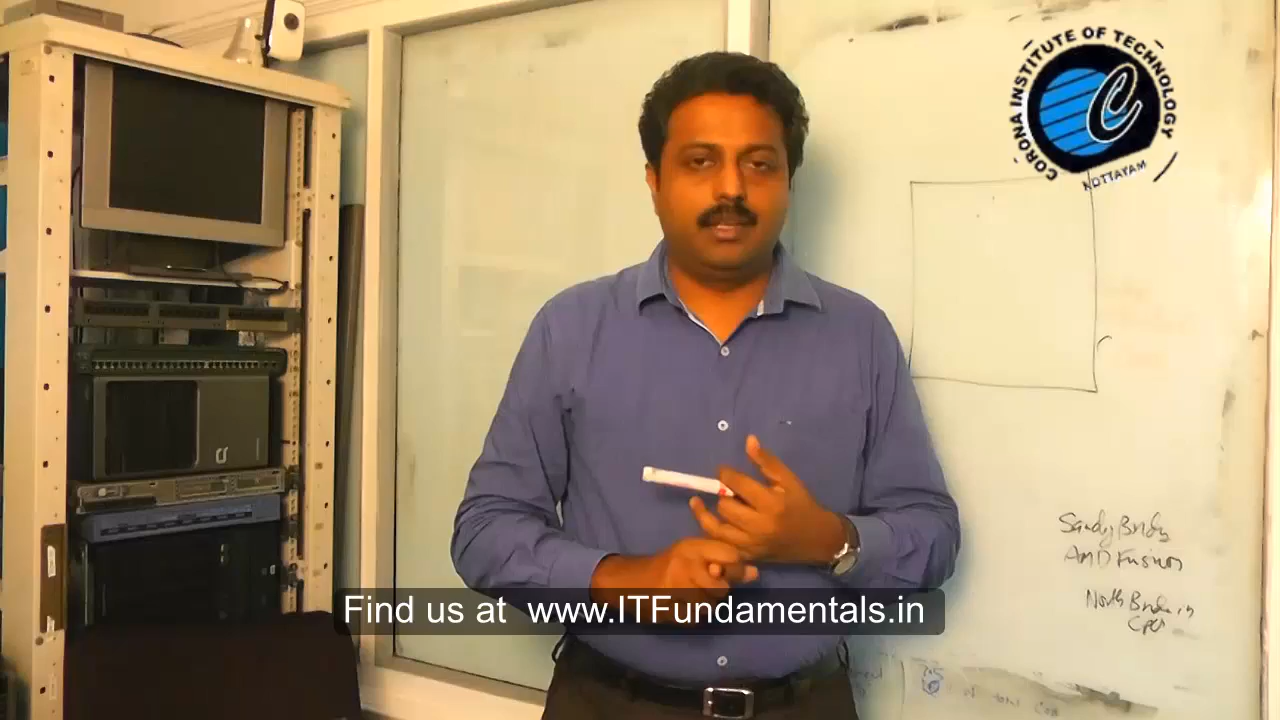 CORONA INSTITUTE OF TECHNOLOGY
KOTTAYAM
C
Sandy Bridge
AMD Fusion
North Bridge in
CPU
Find us at www.ITFundamentals.in